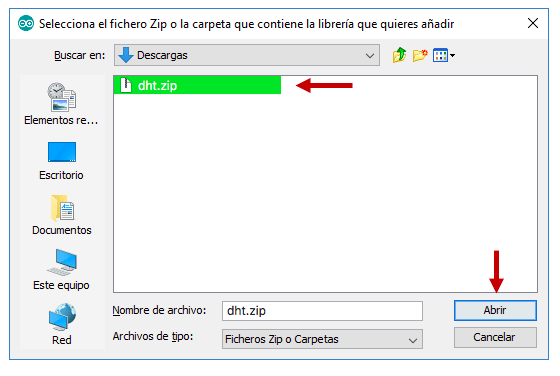 Selecciona el fichero Zip o la carpeta que contiene la librería que quieres añadir
Buscar en:
Descargas
dht.zip
Elementos re...
Escritorio
Documentos
Este equipo
Red
Nombre de archivo:
dht.zip
Abrir
Archivos de tipo:
Ficheros Zip o Carpetas
Cancelar